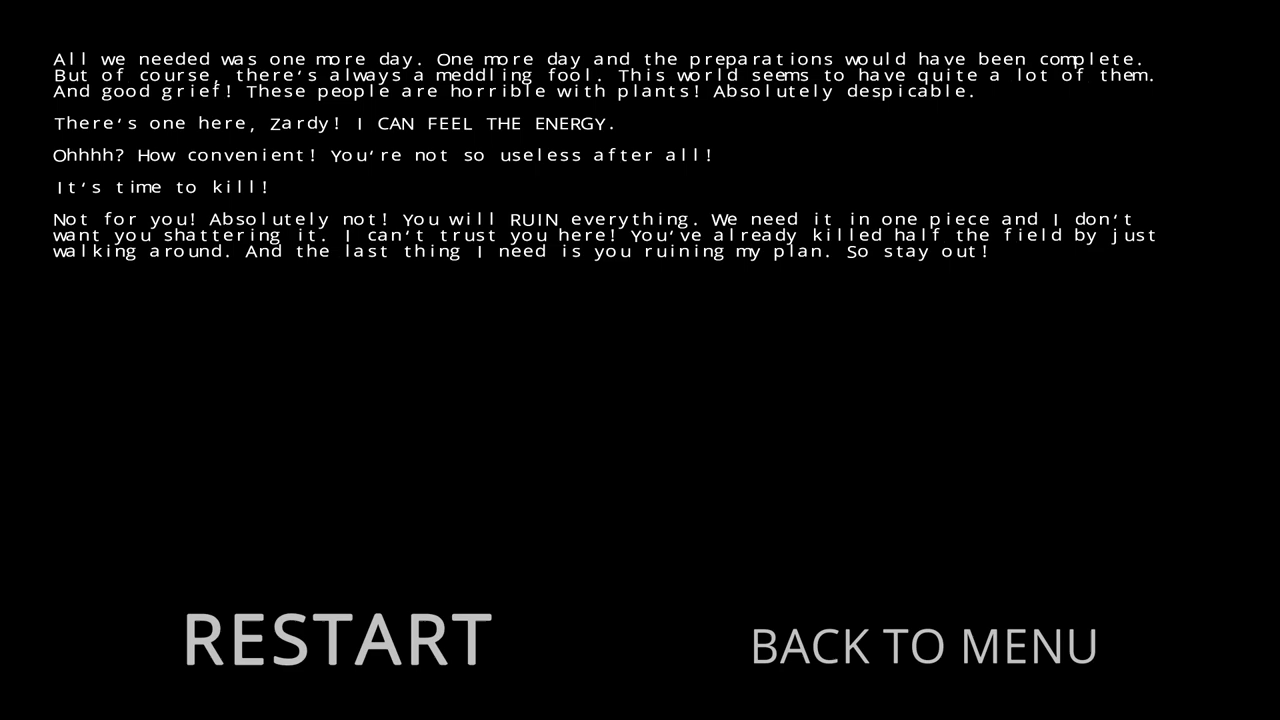 All we needed was one more day. One more day and the preparations would have been complete.
But of course, there's always a meddling fool. This world seems to have quite a lot of them.
And good grief! These people are horrible with plants! Absolutely despicable.
There's one here, Zardy! I CAN FEEL THE ENERGY.
Ohhhh? How convenient! You're not so useless after all!
It's time to kill!
Not for you! Absolutely not! You will RUIN everything. We need it in one piece and I don't
want you shattering it. I can't trust you here! You've already killed half the field by just
walking around. And the last thing I need is you ruining my plan. So stay out!
RESTART
BACK TO MENU